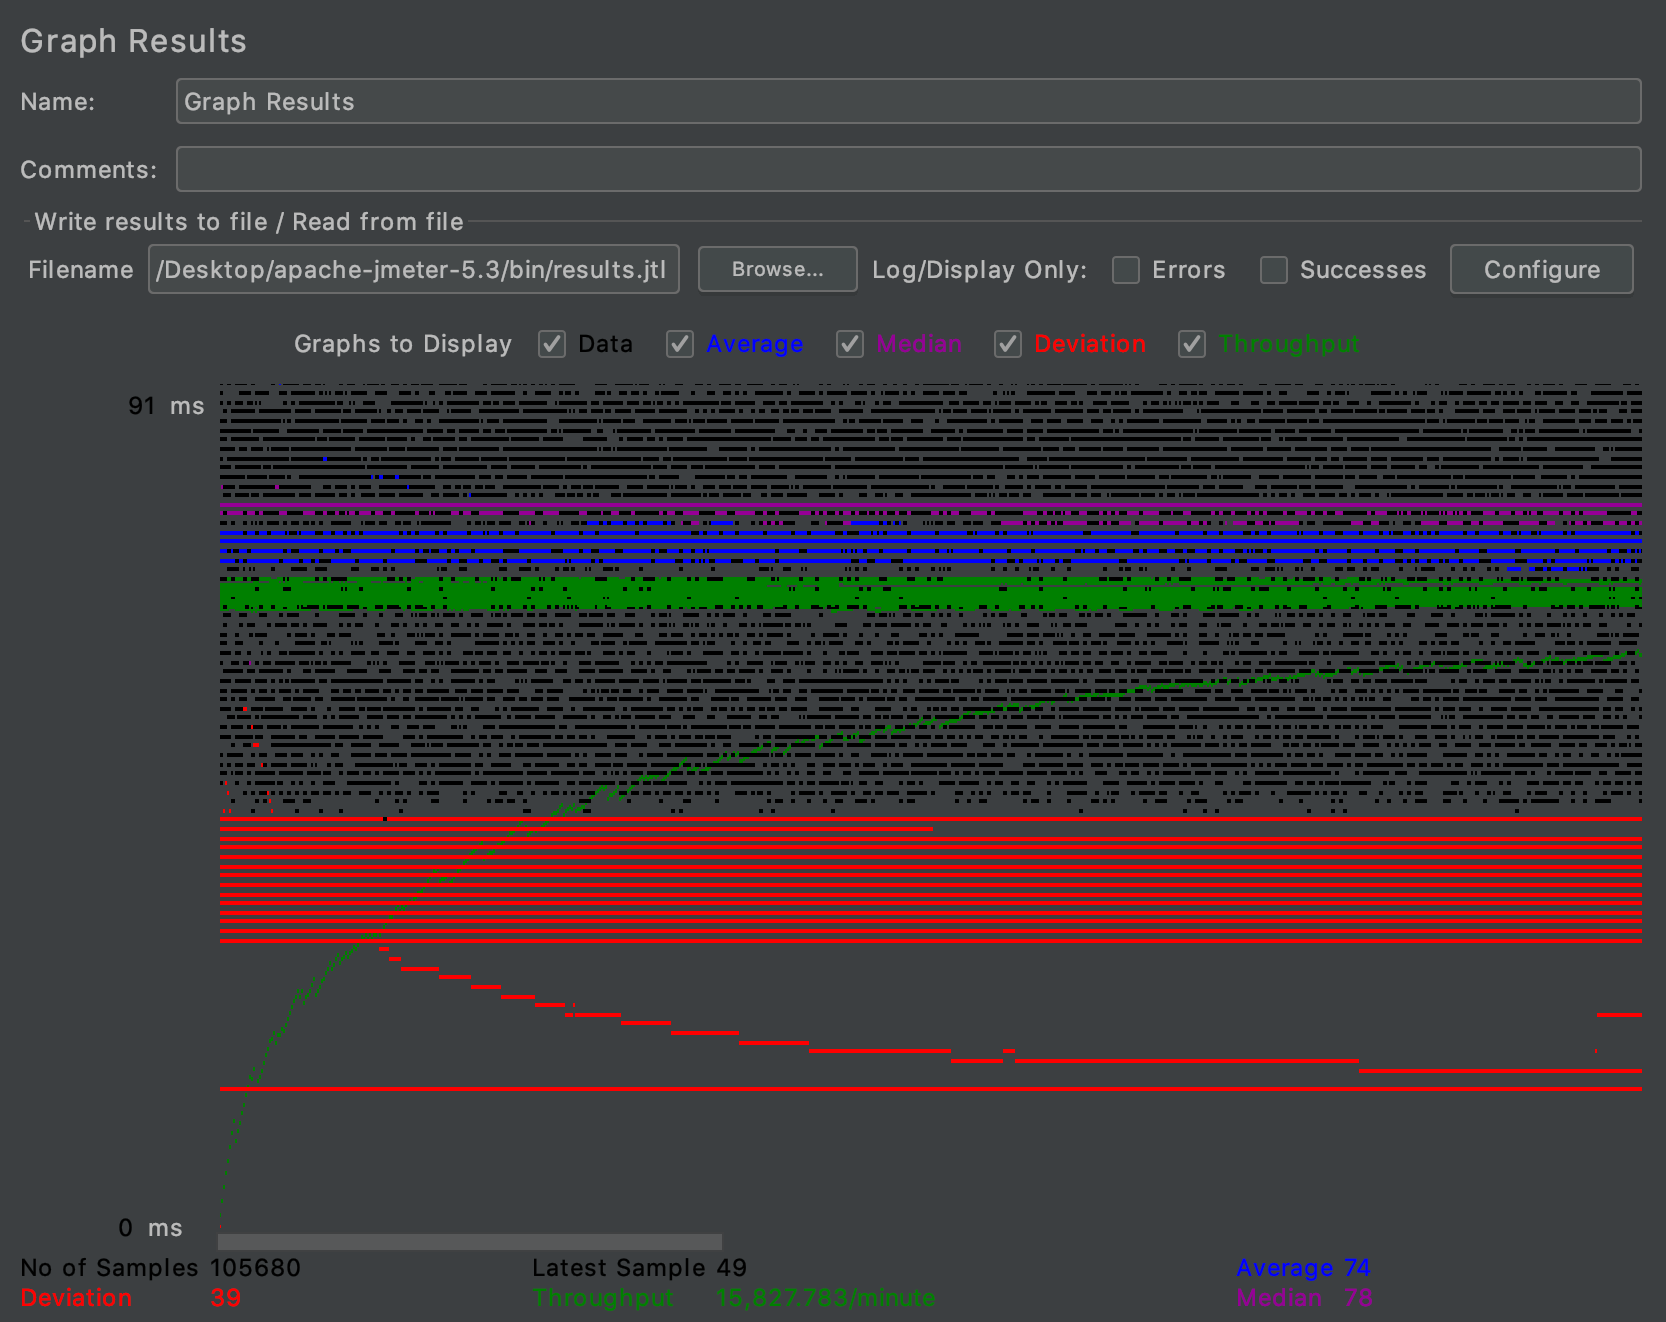 Graph Results
Name: Graph Results
Comments:
Write results to file / Read from file
Filename /Desktop/apache-jmeter-5.3/bin/results.jtl Browse... Log/Display Only: Errors Successes Configure
Graphs to Display Data Average Median Deviation Throughput
91 ms
0 ms
No of Samples 105680 Latest Sample 49 Average 74
Deviation 39 Throughput 15,827.783/minute Median 78